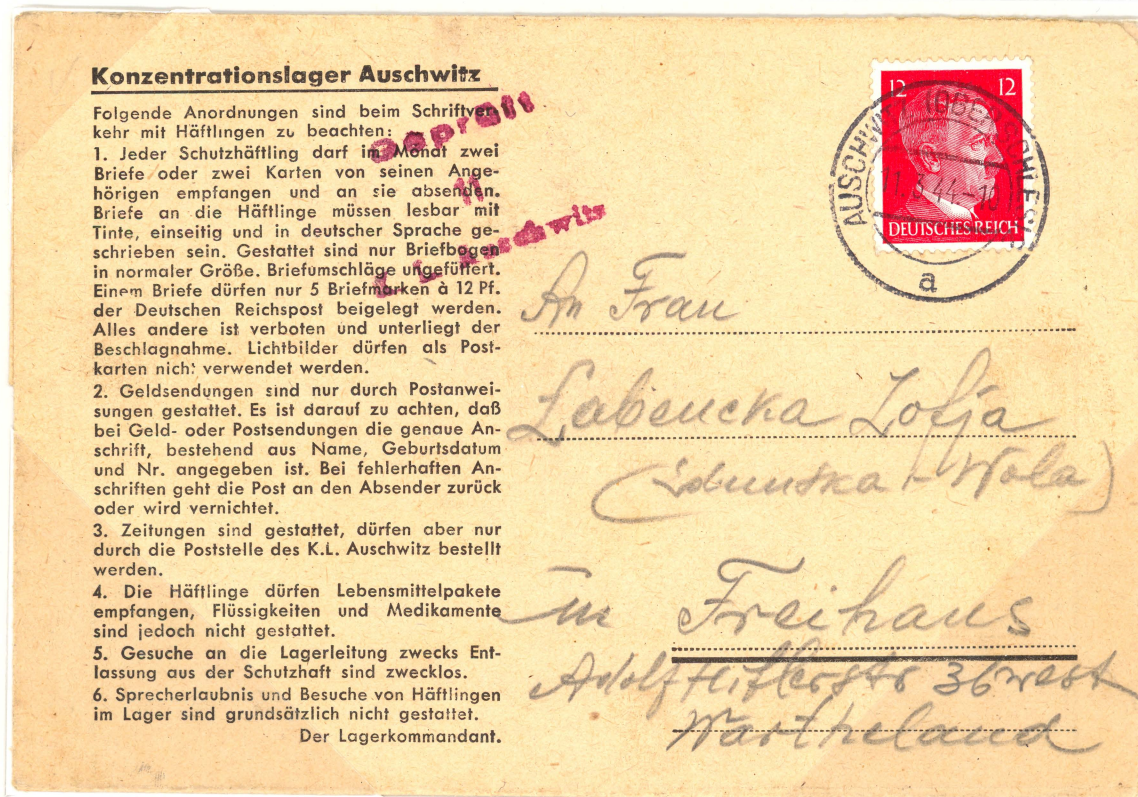 Konzentrationslager Auschwitz
Folgende Anordnungen sind beim Schriftver-
kehr mit Häftlingen zu beachten:
1. Jeder Schutzhäftling darf im Monat zwei
Briefe oder zwei Karten von seinen Ange-
hörigen empfangen und an sie absenden.
Briefe an die Häftlinge müssen lesbar mit
Tinte, einseitig und in deutscher Sprache ge-
schrieben sein. Gestattet sind nur Briefbogen
in normaler Größe. Briefumschläge ungefüttert.
Einem Briefe dürfen nur 5 Briefmarken à 12 Pf.
der Deutschen Reichspost beigelegt werden.
Alles andere ist verboten und unterliegt der
Beschlagnahme. Lichtbilder dürfen als Post-
karten nicht verwendet werden.
2. Geldsendungen sind nur durch Postanwei-
sungen gestattet. Es ist darauf zu achten, daß
bei Geld- oder Postsendungen die genaue An-
schrift, bestehend aus Name, Geburtsdatum
und Nr. angegeben ist. Bei fehlerhaften An-
schriften geht die Post an den Absender zurück
oder wird vernichtet.
3. Zeitungen sind gestattet, dürfen aber nur
durch die Poststelle des K.L. Auschwitz bestellt
werden.
4. Die Häftlinge dürfen Lebensmittelpakete
empfangen, Flüssigkeiten und Medikamente
sind jedoch nicht gestattet.
5. Gesuche an die Lagerleitung zwecks Ent-
lassung aus der Schutzhaft sind zwecklos.
6. Sprecherlaubnis und Besuche von Häftlingen
im Lager sind grundsätzlich nicht gestattet.
Der Lagerkommandant.
Geprüft
11
K. L. Auschwitz
12 12
DEUTSCHES REICH
AUSCHWITZ (OBERSCHLES)
44
a
An Frau
Łabencka Zofja
(Zdunska-Wola)
in Freihaus
Adolf Hitlerstr 36 west
Wartheland